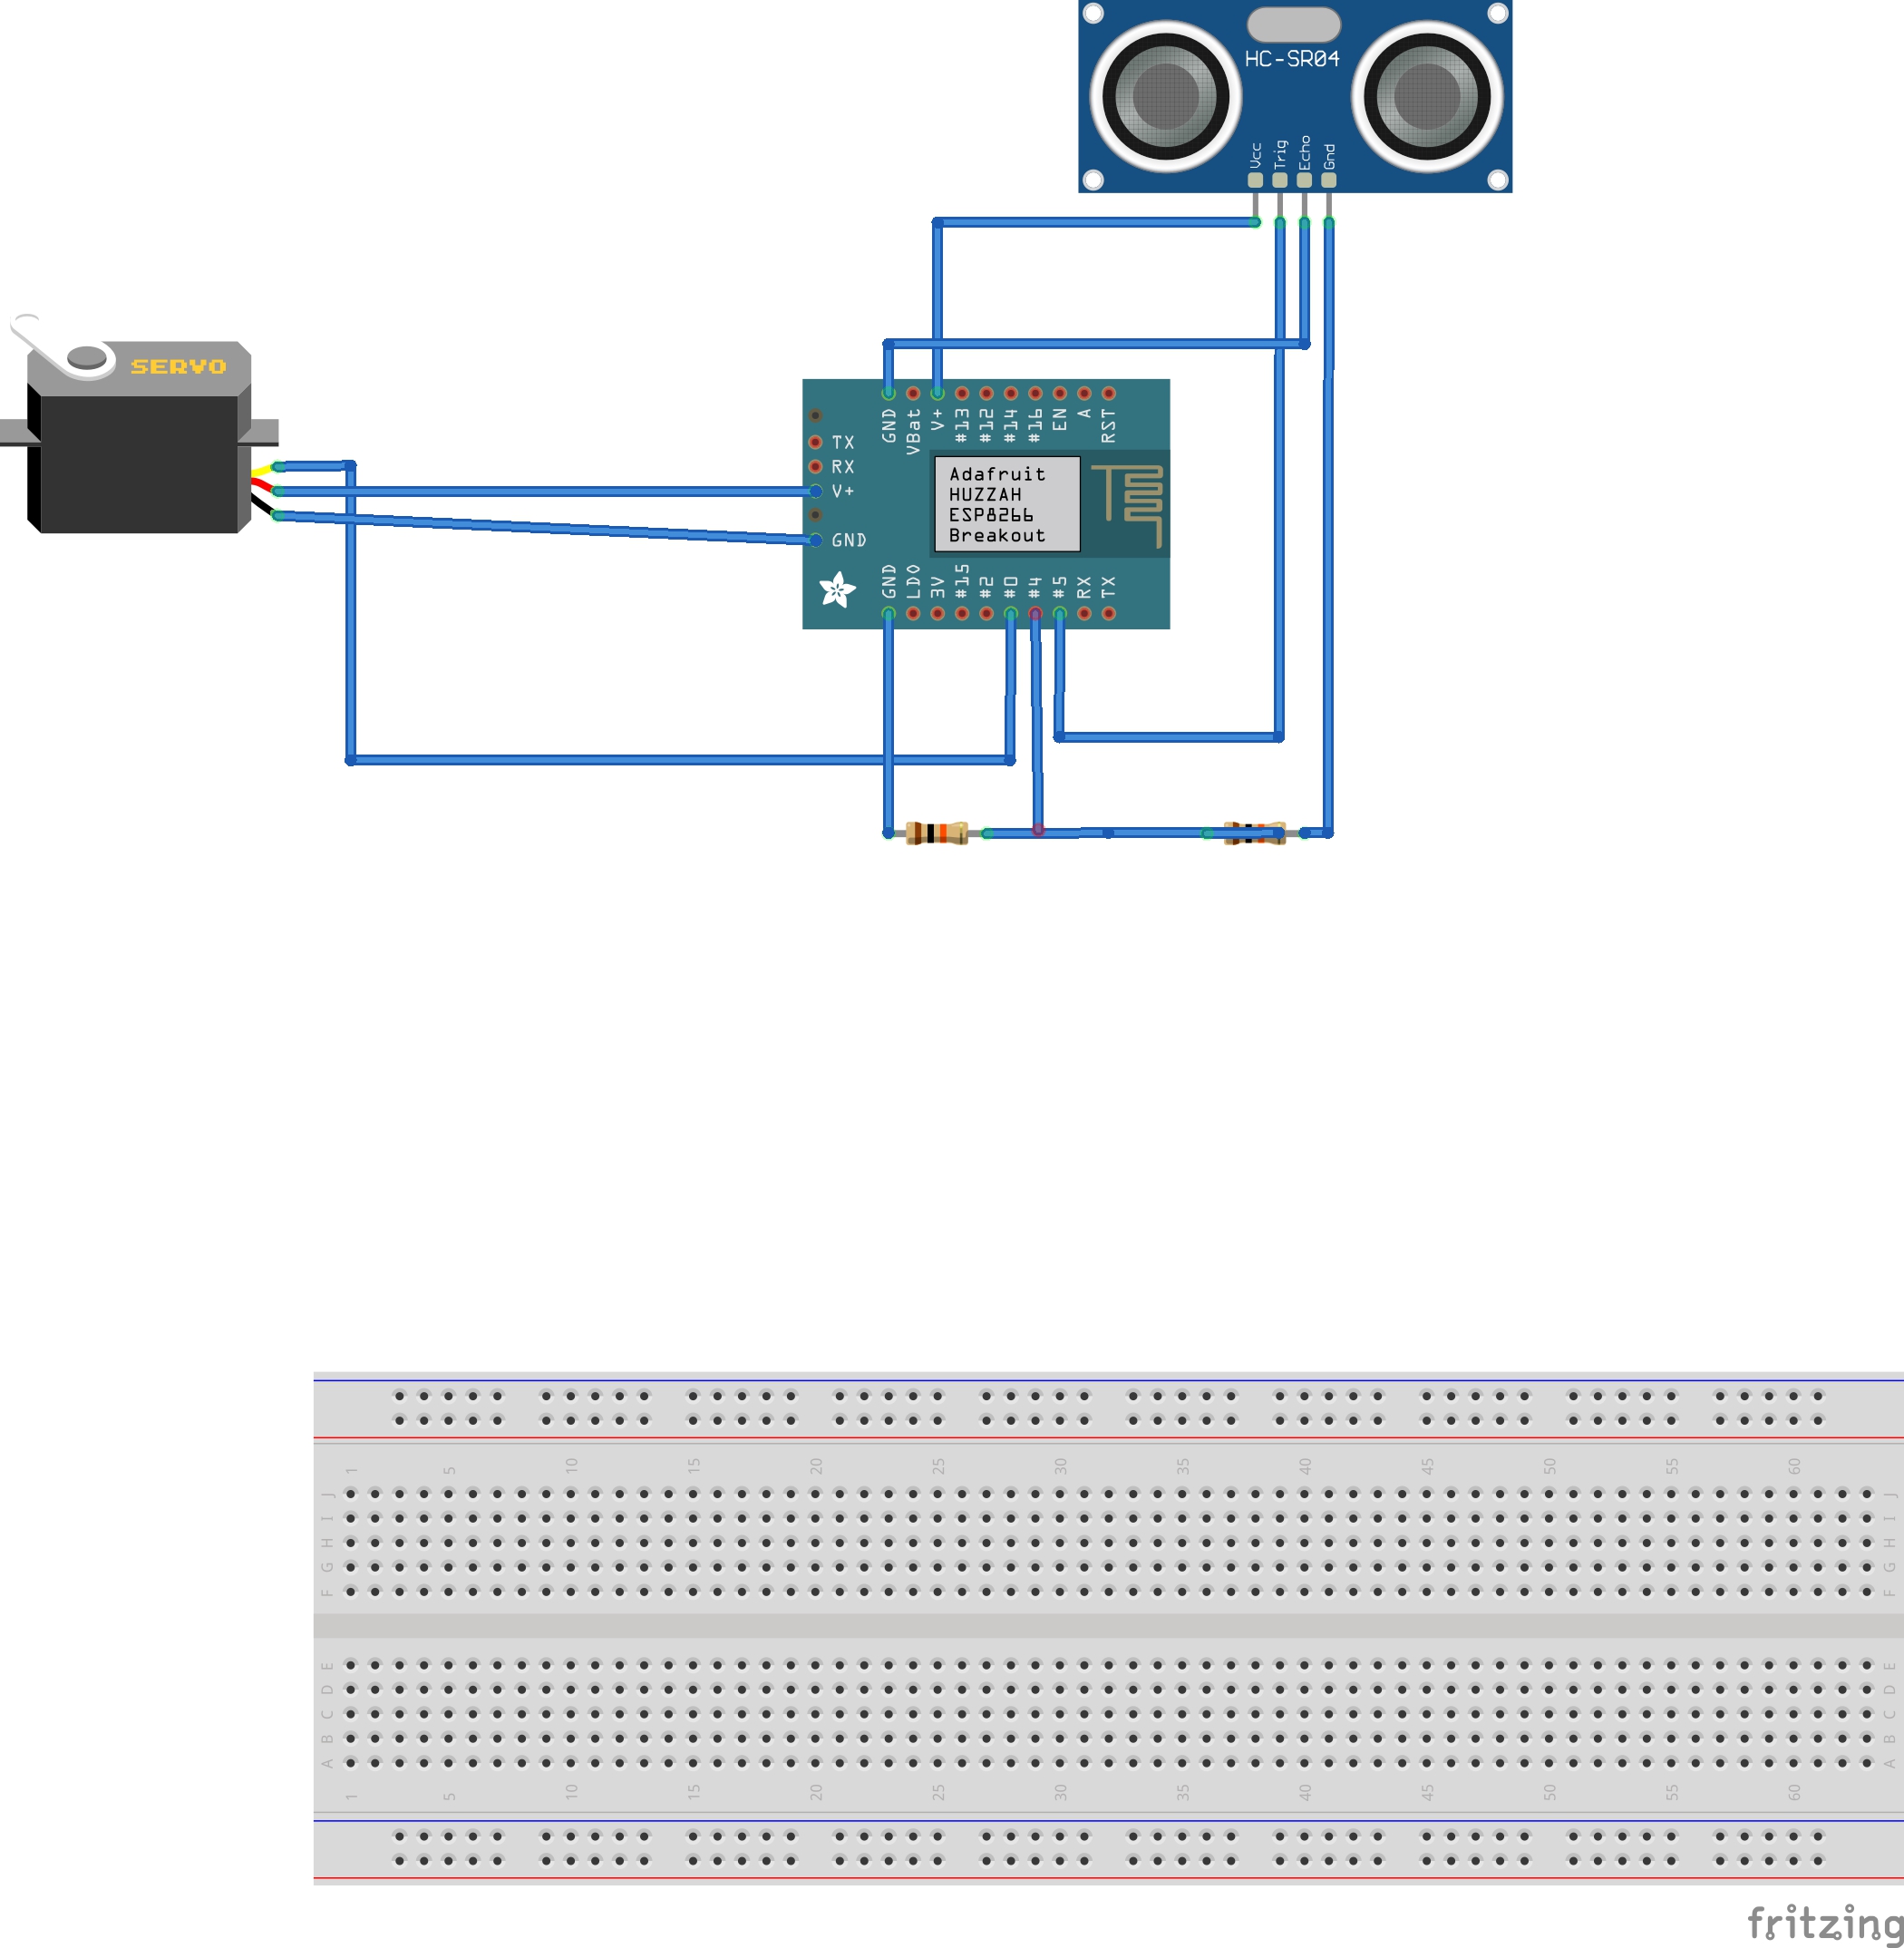 HC-SR04
Vcc
Trig
Echo
Gnd
SERVO
GND
VBat
V+
#13
#12
#14
#16
EN
A
RST
TX
RX
V+
GND
Adafruit
HUZZAH
ESP8266
Breakout
GND
LDO
3V
#15
#2
#0
#4
#5
RX
TX
1 5 10 15 20 25 30 35 40 45 50 55 60
J J
I I
H H
G G
F F
E E
D D
C C
B B
A A
1 5 10 15 20 25 30 35 40 45 50 55 60
fritzing